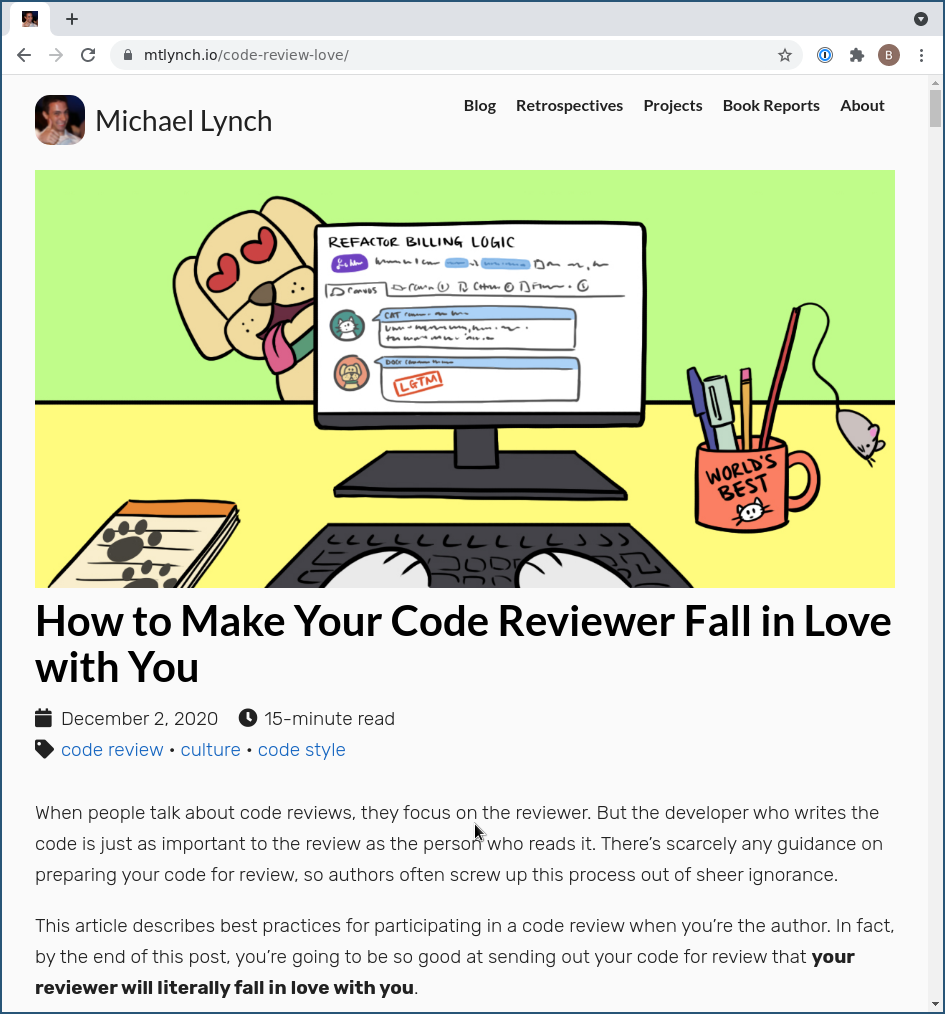 mtlynch.io/code-review-love/
B
Michael Lynch
Blog Retrospectives Projects Book Reports About
REFACTOR BILLING LOGIC
CAT
LGTM
WORLD'S
BEST
How to Make Your Code Reviewer Fall in Love
with You
December 2, 2020 15-minute read
code review • culture • code style
When people talk about code reviews, they focus on the reviewer. But the developer who writes the
code is just as important to the review as the person who reads it. There’s scarcely any guidance on
preparing your code for review, so authors often screw up this process out of sheer ignorance.
This article describes best practices for participating in a code review when you’re the author. In fact,
by the end of this post, you’re going to be so good at sending out your code for review that your
reviewer will literally fall in love with you.